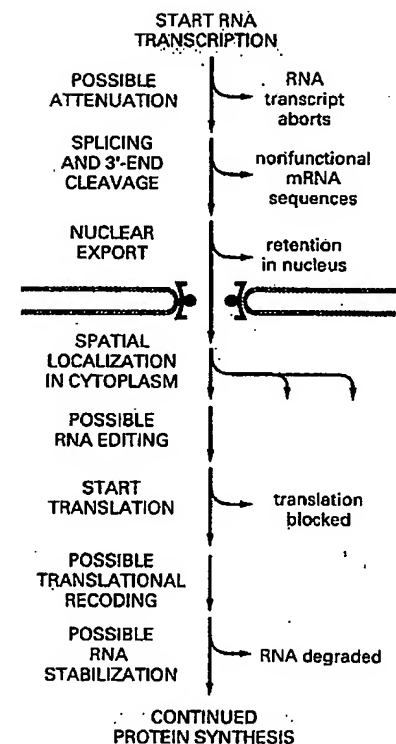 START RNA
TRANSCRIPTION
POSSIBLE
ATTENUATION
RNA
transcript
aborts
SPLICING
AND 3'-END
CLEAVAGE
nonfunctional
mRNA
sequences
NUCLEAR
EXPORT
retention
in nucleus
SPATIAL
LOCALIZATION
IN CYTOPLASM
POSSIBLE
RNA EDITING
START
TRANSLATION
translation
blocked
POSSIBLE
TRANSLATIONAL
RECODING
POSSIBLE
RNA
STABILIZATION
RNA degraded
CONTINUED
PROTEIN SYNTHESIS